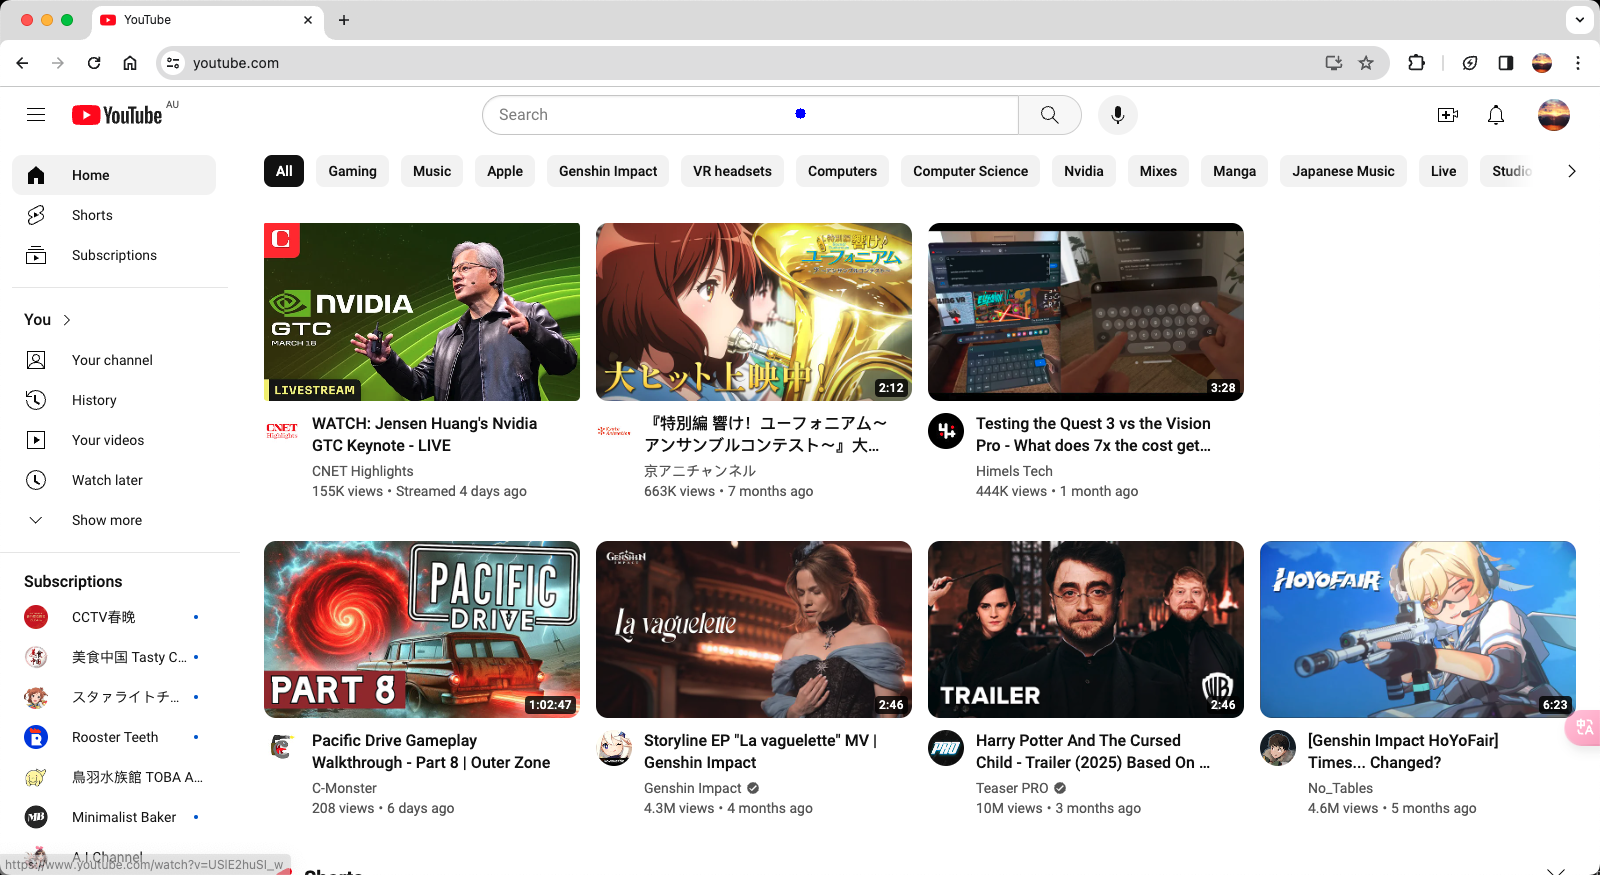 YouTube
youtube.com
YouTube AU
Search
Home
Shorts
Subscriptions
You
Your channel
History
Your videos
Watch later
Show more
Subscriptions
CCTV春晚
美食中国 Tasty C...
スタァライトチ...
Rooster Teeth
鳥羽水族館 TOBA A...
Minimalist Baker
A.I.Channel
https://www.youtube.com/watch?v=USlE2huSI_w
All
Gaming
Music
Apple
Genshin Impact
VR headsets
Computers
Computer Science
Nvidia
Mixes
Manga
Japanese Music
Live
Studio
C
NVIDIA
GTC
MARCH 18
LIVESTREAM
CNET
Highlights
WATCH: Jensen Huang's Nvidia
GTC Keynote - LIVE
CNET Highlights
155K views • Streamed 4 days ago
特別編
響け!
ユーフォニアム
大ヒット上映中!
2:12
『特別編 響け！ユーフォニアム～
アンサンブルコンテスト～』大...
京アニチャンネル
663K views • 7 months ago
3:28
Testing the Quest 3 vs the Vision
Pro - What does 7x the cost get...
Himels Tech
444K views • 1 month ago
PACIFIC
DRIVE
PART 8
1:02:47
Pacific Drive Gameplay
Walkthrough - Part 8 | Outer Zone
C-Monster
208 views • 6 days ago
GENSHIN
IMPACT
La vaguelette
2:46
Storyline EP "La vaguelette" MV |
Genshin Impact
Genshin Impact
4.3M views • 4 months ago
TRAILER
WB
2:46
PRO
Harry Potter And The Cursed
Child - Trailer (2025) Based On ...
Teaser PRO
10M views • 3 months ago
HOYOFAIR
6:23
[Genshin Impact HoYoFair]
Times... Changed?
No_Tables
4.6M views • 5 months ago
Shorts